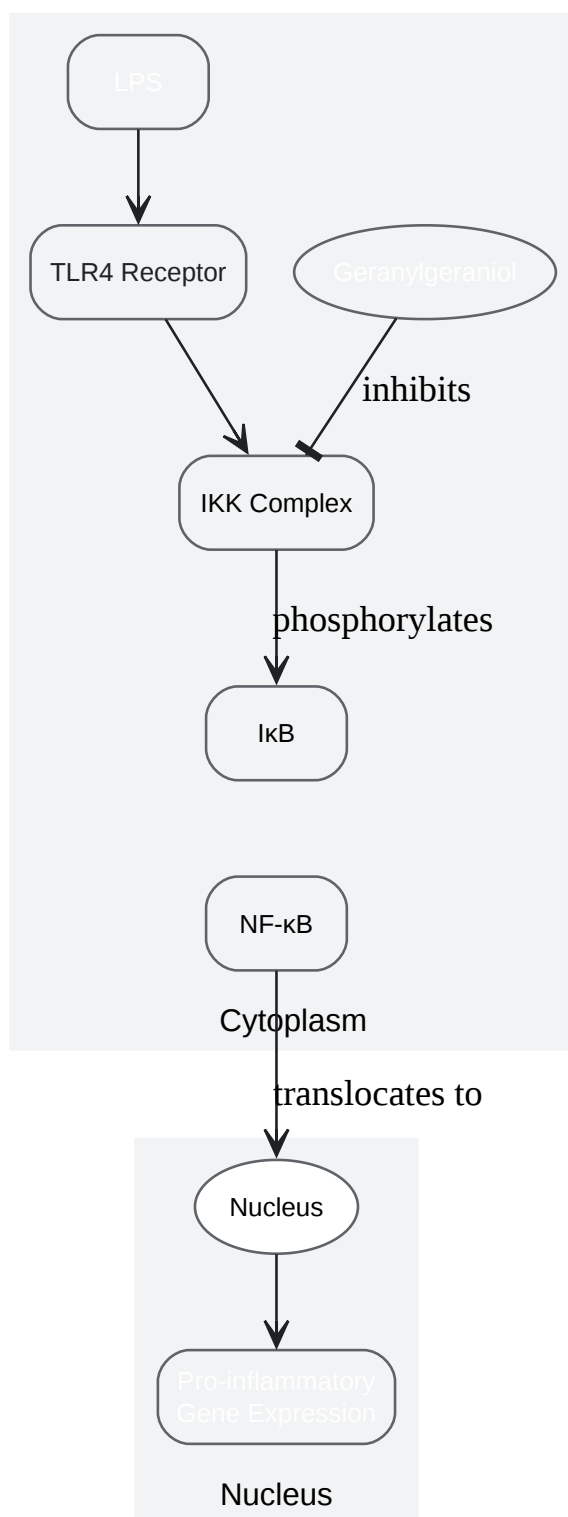 LPS
TLR4 Receptor
Geranylgeraniol
inhibits
IKK Complex
phosphorylates
IκB
NF-κB
Cytoplasm
translocates to
Nucleus
Pro-inflammatory
Gene Expression
Nucleus